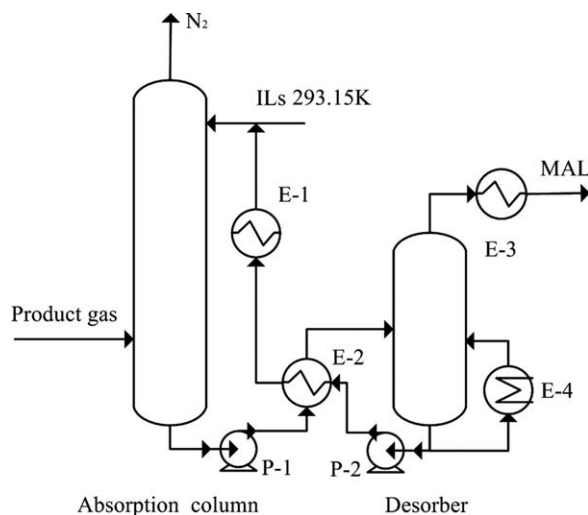 N₂
ILs 293.15K
MAL
E-1
E-3
Product gas
E-2
E-4
P-1
P-2
Absorption column
Desorber